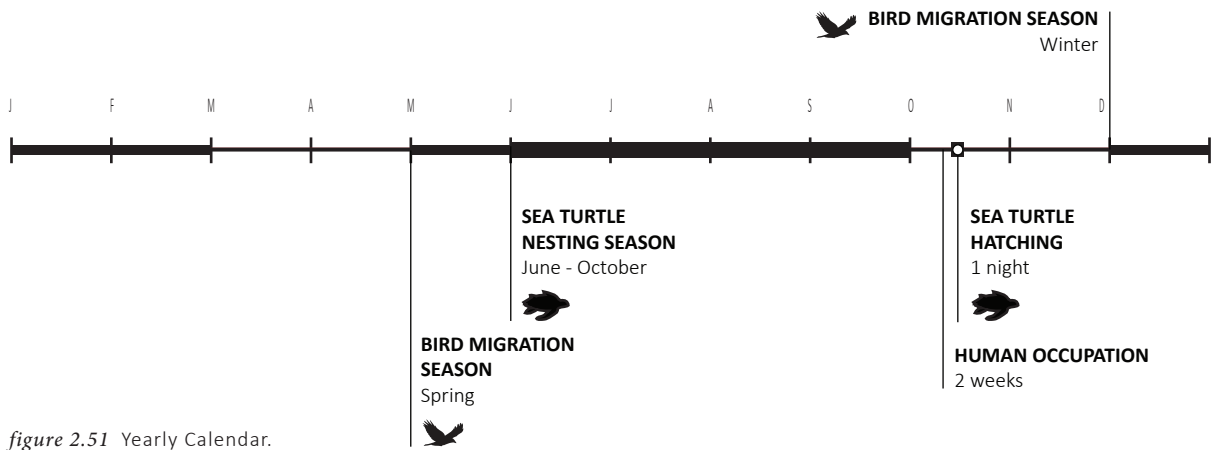 BIRD MIGRATION SEASON
Winter
J F M A M J J A S O N D
SEA TURTLE
NESTING SEASON
June - October
SEA TURTLE
HATCHING
1 night
BIRD MIGRATION
SEASON
Spring
HUMAN OCCUPATION
2 weeks
figure 2.51 Yearly Calendar.